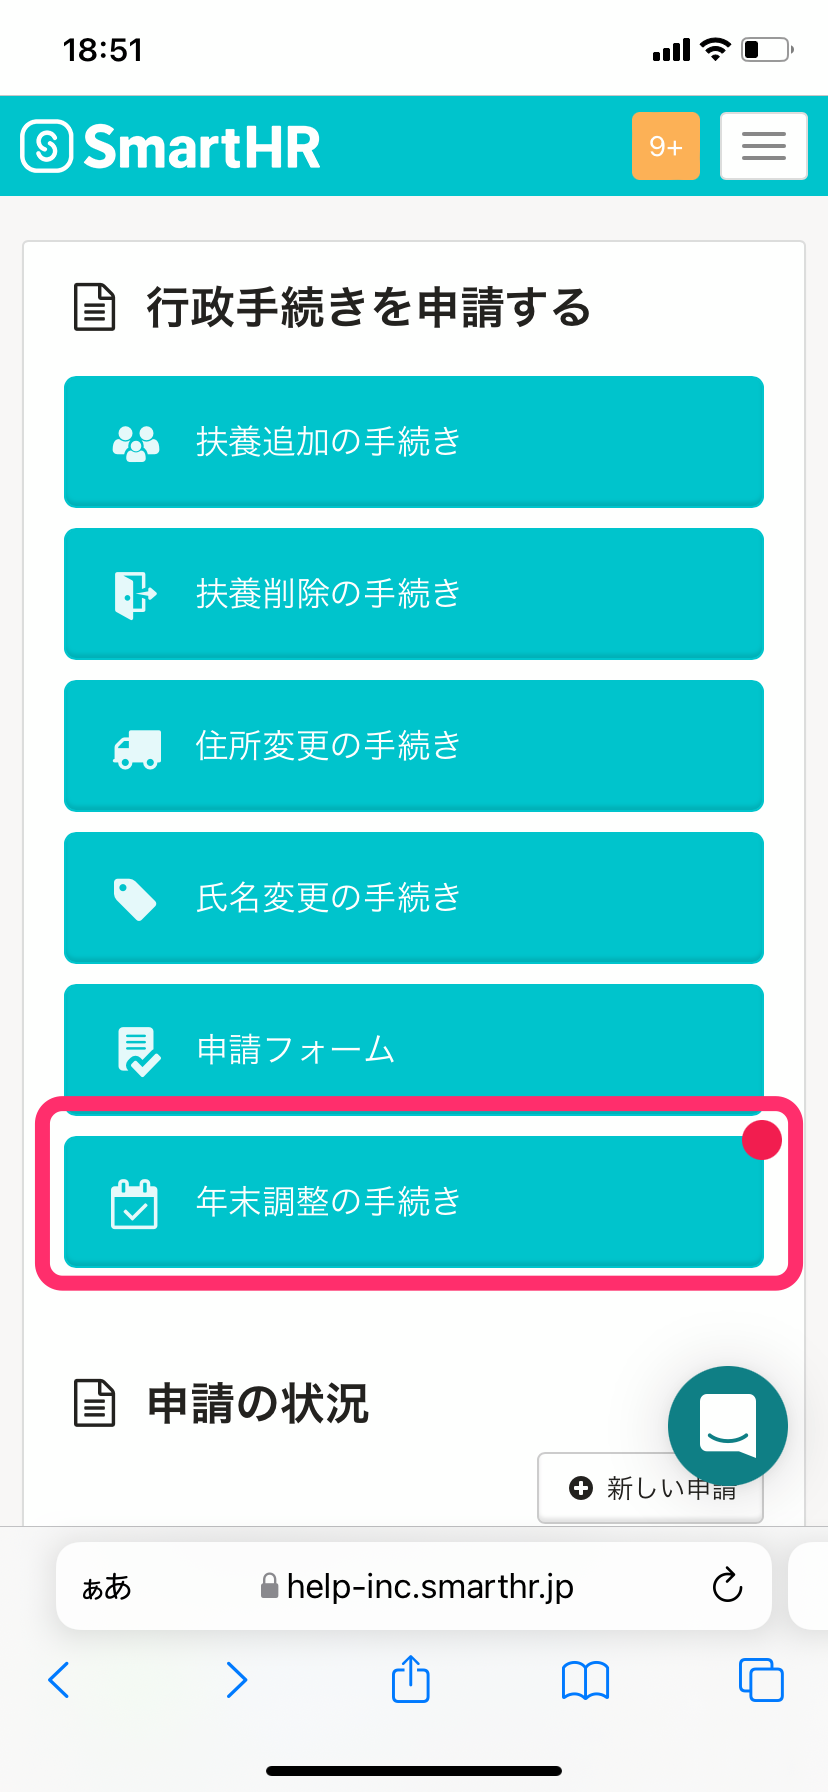 18:51
SmartHR
9+
行政手続きを申請する
扶養追加の手続き
扶養削除の手続き
住所変更の手続き
氏名変更の手続き
申請フォーム
年末調整の手続き
申請の状況
新しい申請
ぁあ
help-inc.smarthr.jp